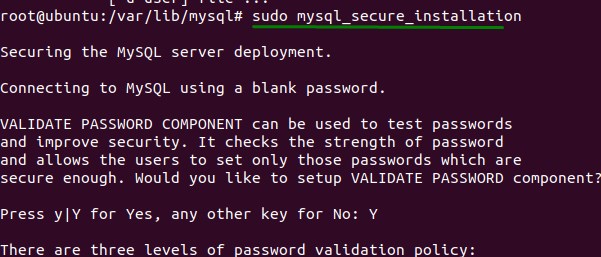 root@ubuntu:/var/lib/mysql# sudo mysql_secure_installation
Securing the MySQL server deployment.
Connecting to MySQL using a blank password.
VALIDATE PASSWORD COMPONENT can be used to test passwords
and improve security. It checks the strength of password
and allows the users to set only those passwords which are
secure enough. Would you like to setup VALIDATE PASSWORD component?
Press y|Y for Yes, any other key for No: Y
There are three levels of password validation policy: